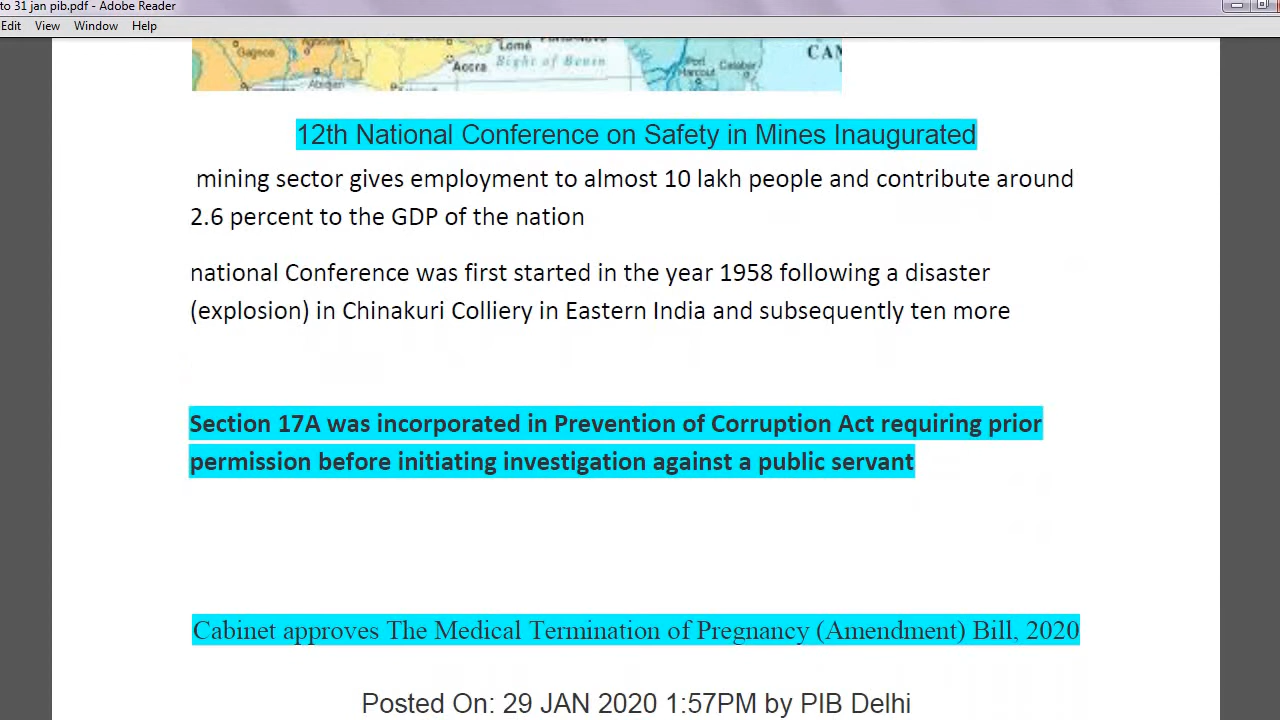 to 31 jan pib.pdf - Adobe Reader
Edit View Window Help
Lomé
Accra
Bight of Benin
Port
Harcourt
Calabar
CAN
Abidjan
12th National Conference on Safety in Mines Inaugurated
mining sector gives employment to almost 10 lakh people and contribute around
2.6 percent to the GDP of the nation
national Conference was first started in the year 1958 following a disaster
(explosion) in Chinakuri Colliery in Eastern India and subsequently ten more
Section 17A was incorporated in Prevention of Corruption Act requiring prior
permission before initiating investigation against a public servant
Cabinet approves The Medical Termination of Pregnancy (Amendment) Bill, 2020
Posted On: 29 JAN 2020 1:57PM by PIB Delhi